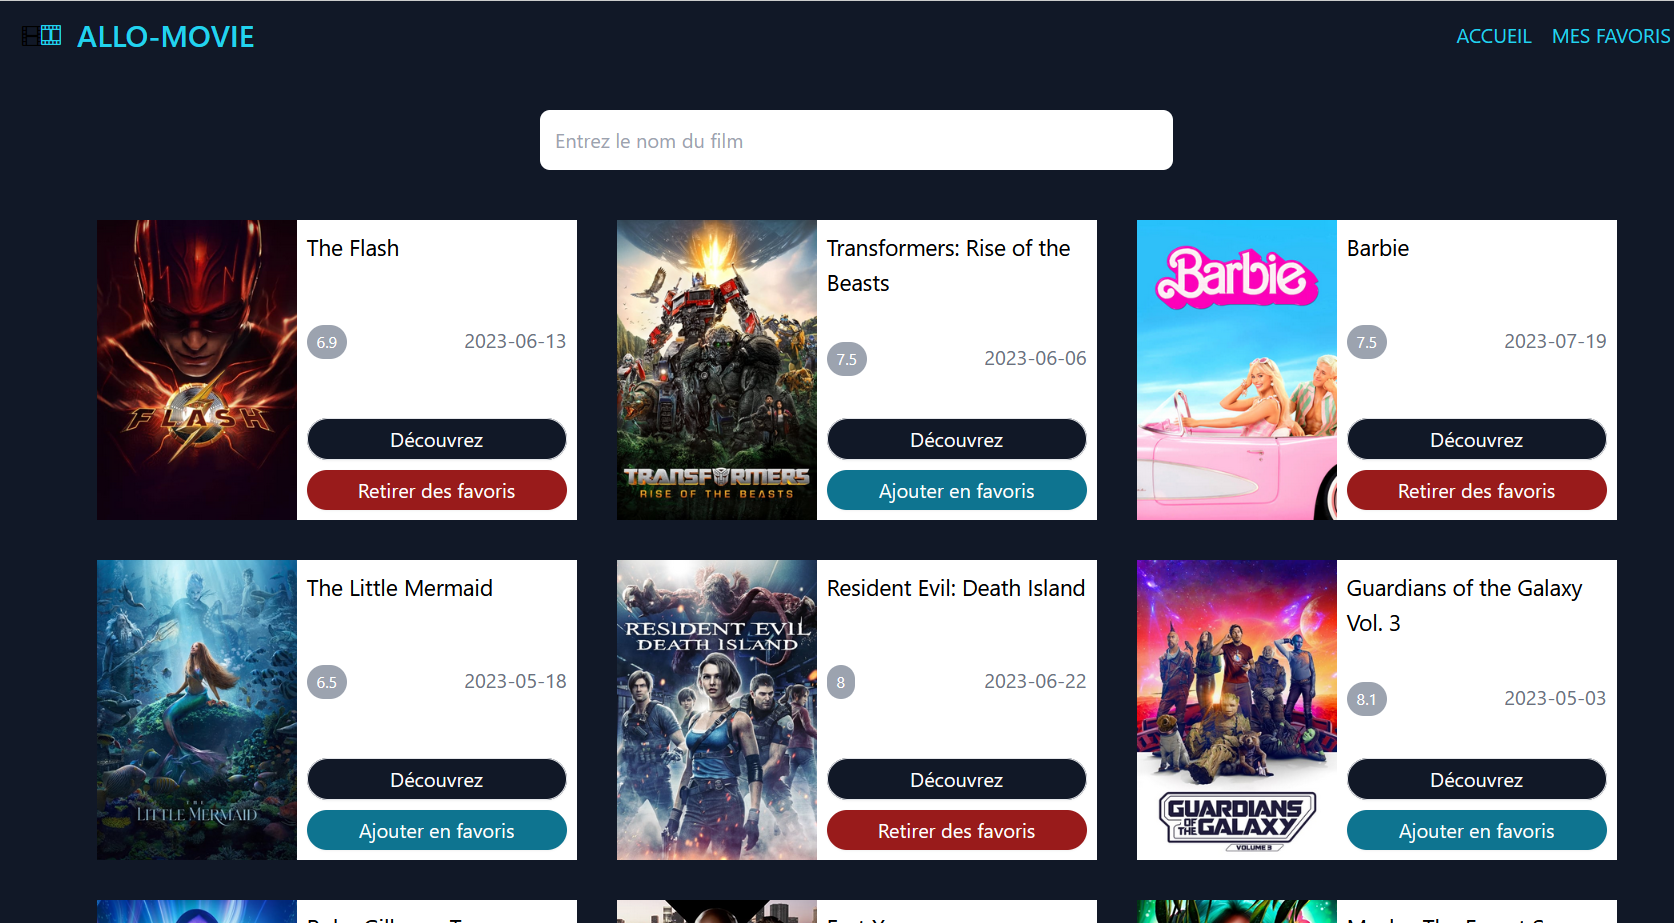 ALLO-MOVIE
ACCUEIL MES FAVORIS
Entrez le nom du film
FLASH
The Flash
6.9 2023-06-13
Découvrez
Retirer des favoris
TRANSFORMERS
RISE OF THE BEASTS
Transformers: Rise of the
Beasts
7.5 2023-06-06
Découvrez
Ajouter en favoris
Barbie
Barbie
7.5 2023-07-19
Découvrez
Retirer des favoris
THE
LITTLE MERMAID
The Little Mermaid
6.5 2023-05-18
Découvrez
Ajouter en favoris
RESIDENT EVIL
DEATH ISLAND
Resident Evil: Death Island
8 2023-06-22
Découvrez
Retirer des favoris
GUARDIANS
OF THE GALAXY
VOLUME 3
Guardians of the Galaxy
Vol. 3
8.1 2023-05-03
Découvrez
Ajouter en favoris